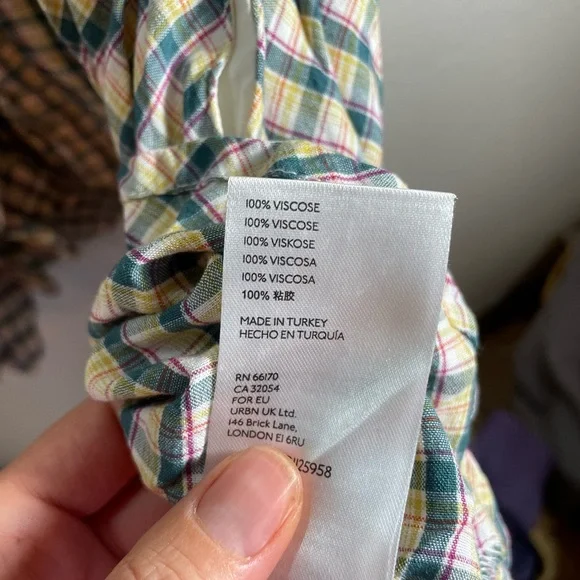 100% VISCOSE
100% VISCOSE
100% VISKOSE
100% VISCOSA
100% VISCOSA
100% 粘胶
MADE IN TURKEY
HECHO EN TURQUÍA
RN 66170
CA 32054
FOR EU
URBN UK Ltd.
146 Brick Lane,
LONDON E1 6RU